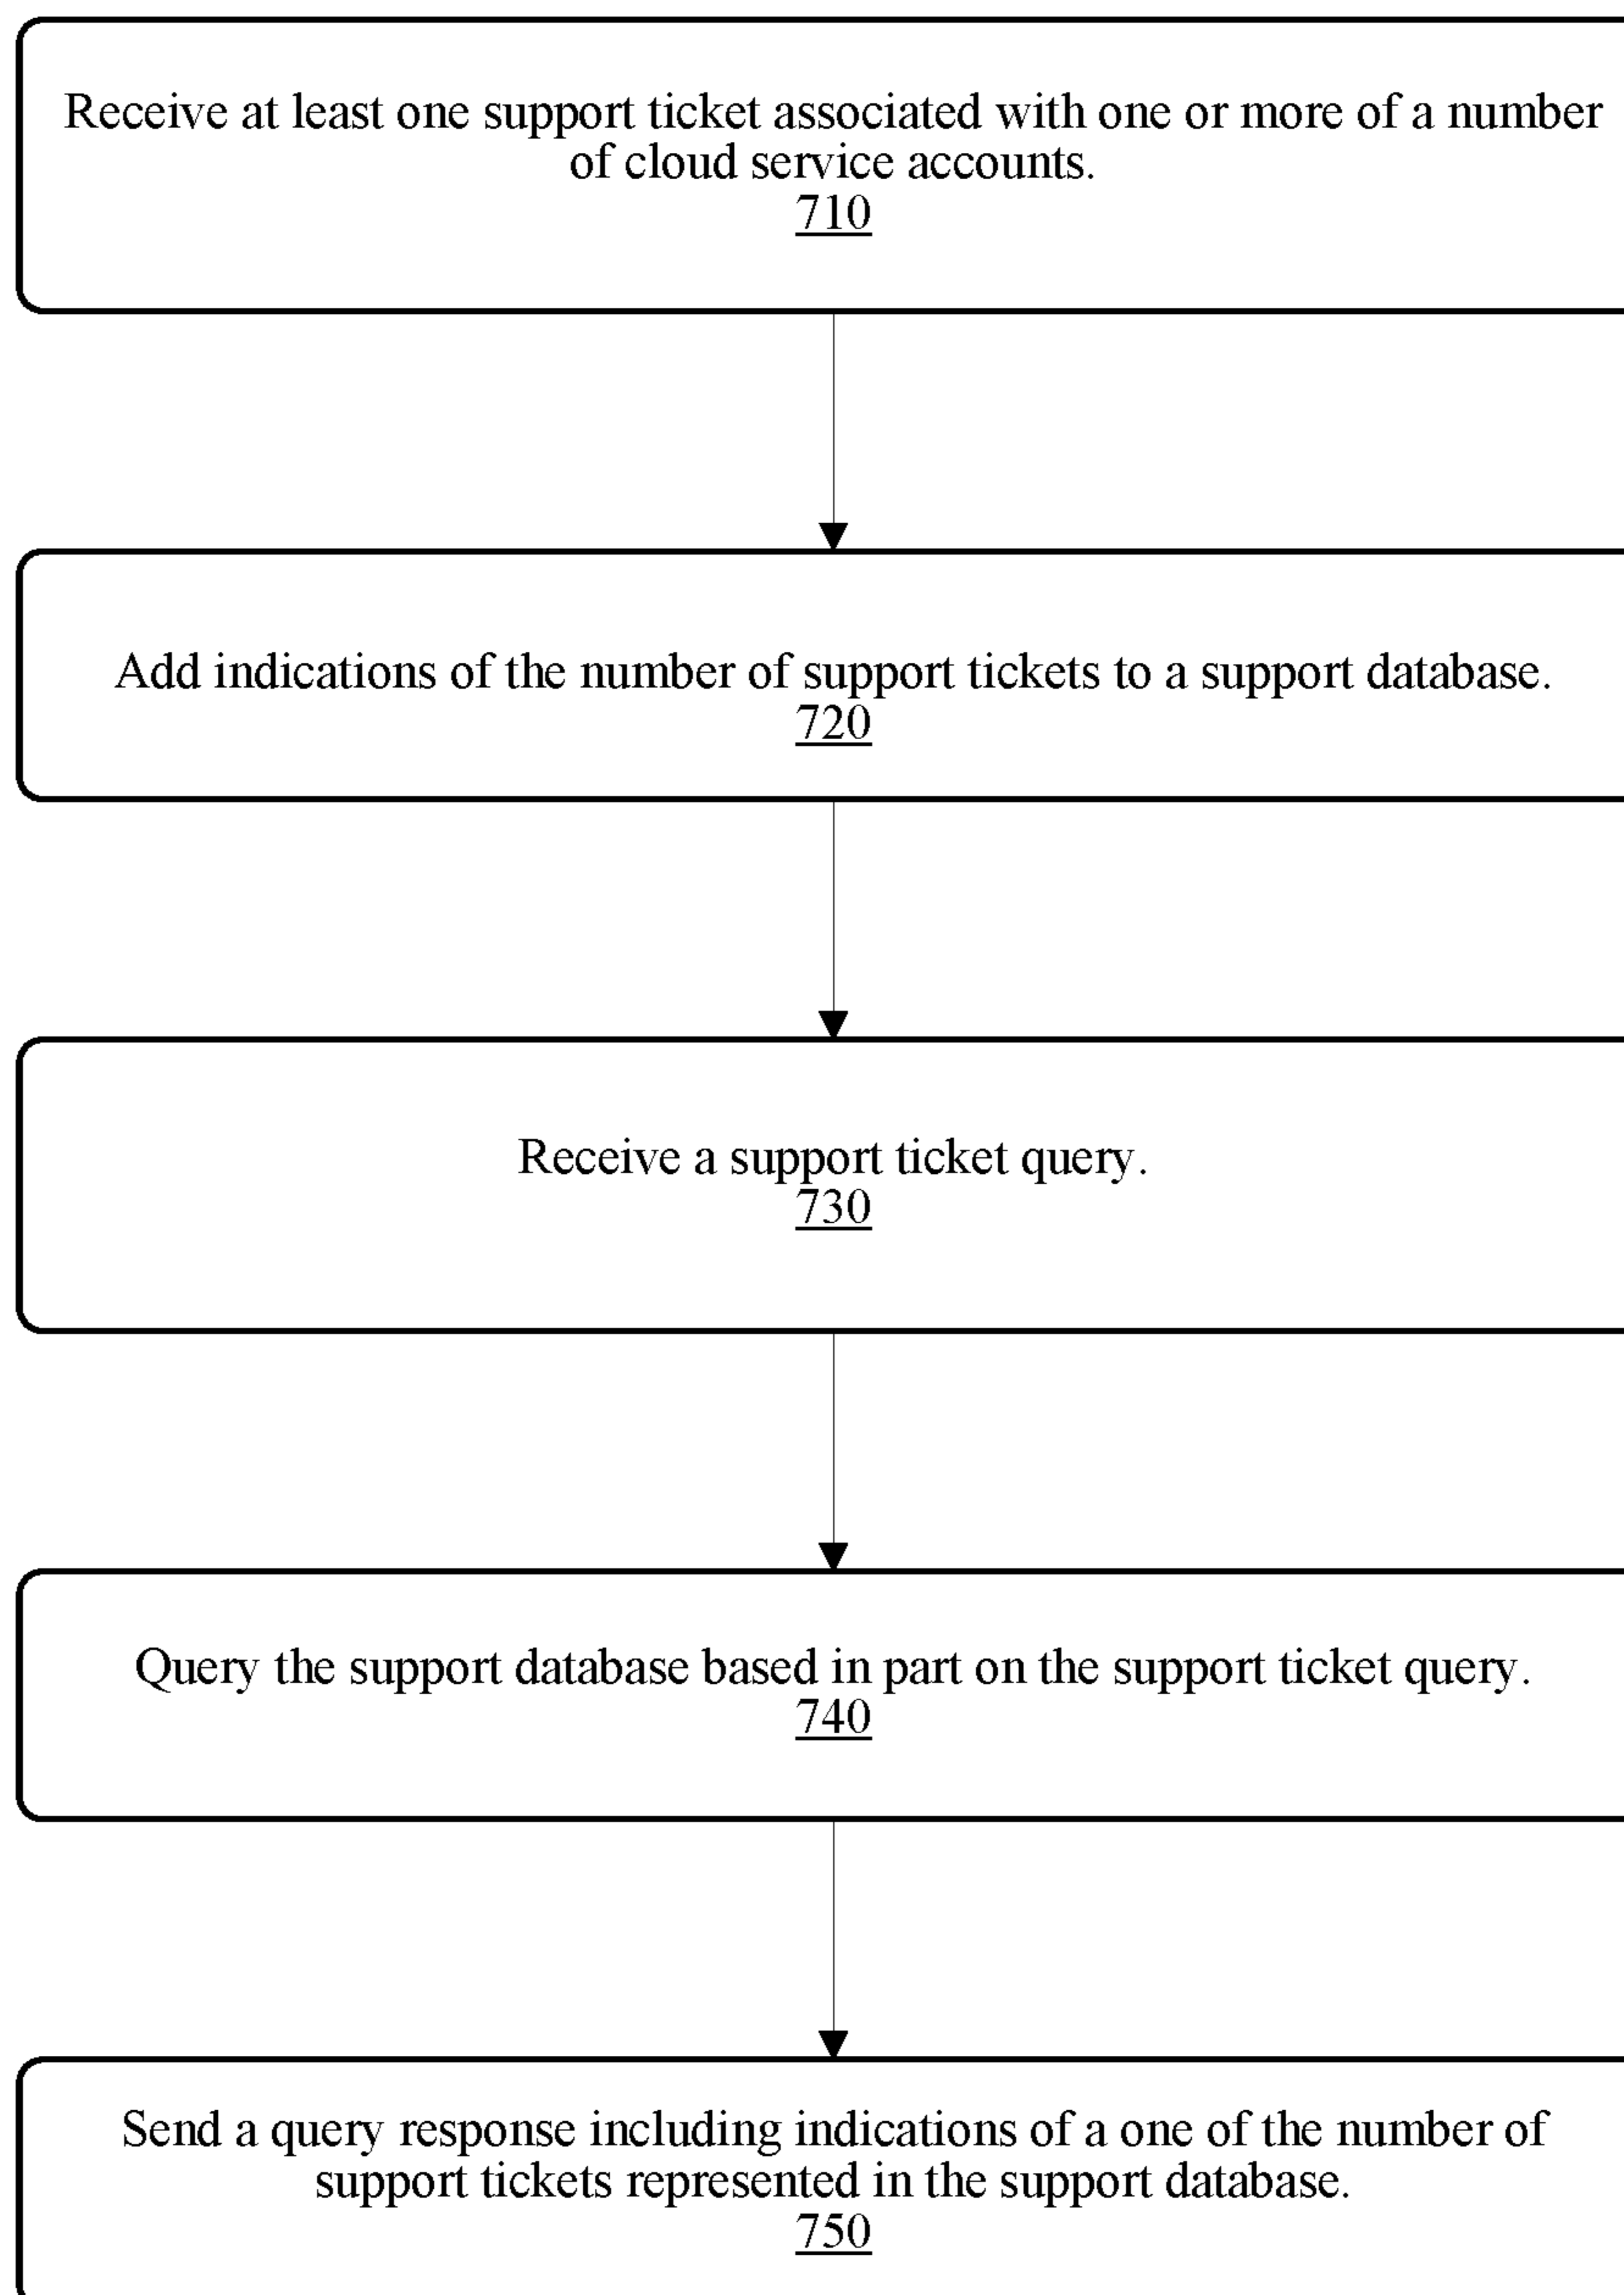 Receive at least one support ticket associated with one or more of a number
of cloud service accounts.
710
Add indications of the number of support tickets to a support database.
720
Receive a support ticket query.
730
Query the support database based in part on the support ticket query.
740
Send a query response including indications of a one of the number of
support tickets represented in the support database.
750